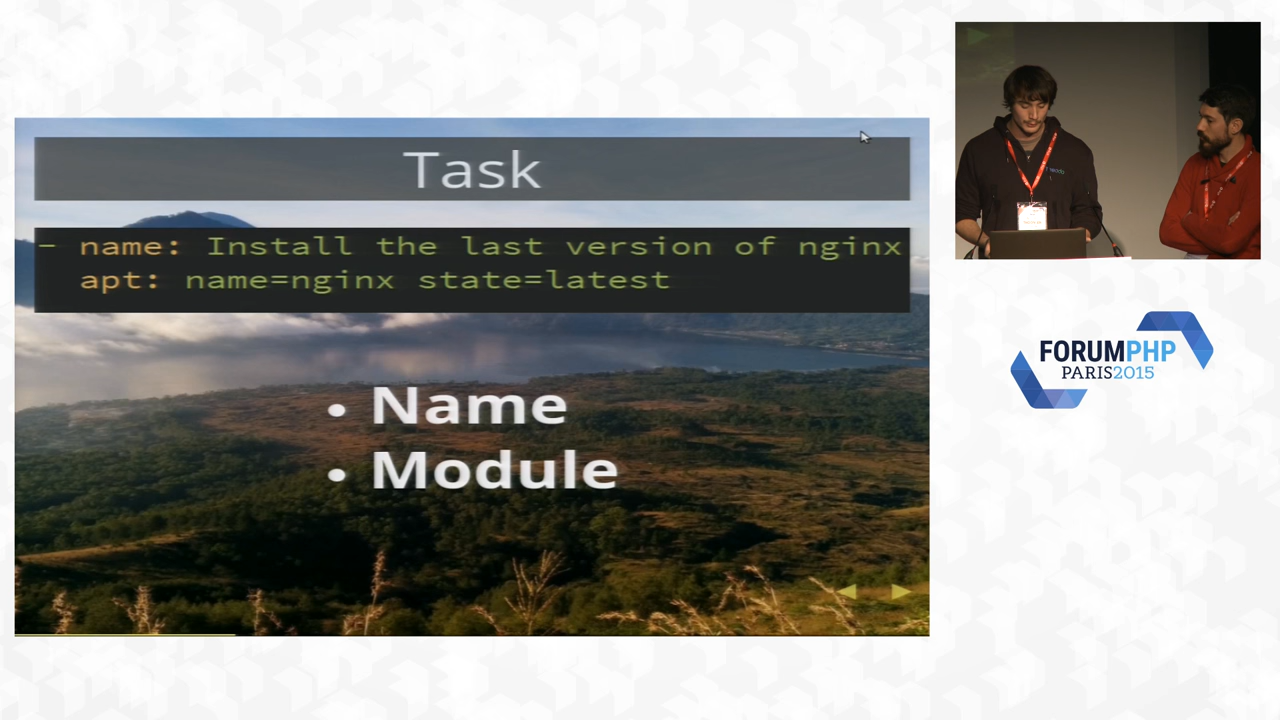 Task
- name: Install the last version of nginx
apt: name=nginx state=latest
• Name
• Module
FORUMPHP
PARIS2015